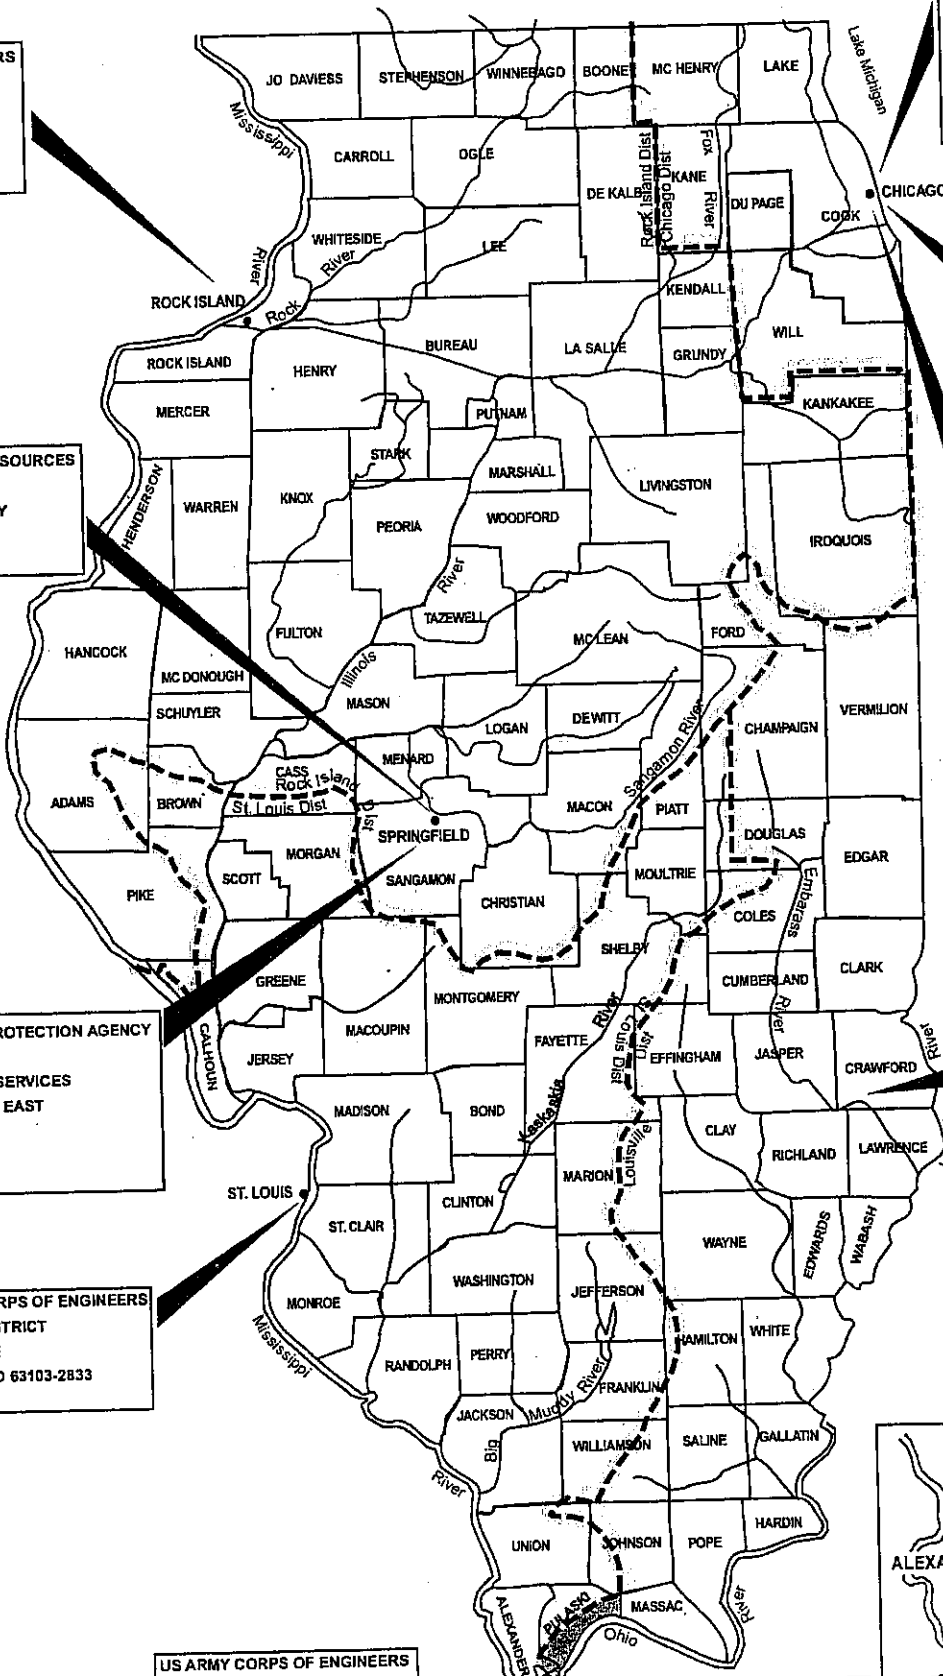 RS
Lake Michigan
JO DAVIESS
STEPHENSON
WINNEBAGO
BOONE
MC HENRY
LAKE
Mississippi
River
CARROLL
OGLE
DE KALB
Rock Island Dist
Chicago Dist
KANE
Fox
River
DU PAGE
COOK
CHICAGO
WHITESIDE
LEE
River
Rock
ROCK ISLAND
KENDALL
WILL
ROCK ISLAND
HENRY
BUREAU
LA SALLE
GRUNDY
MERCER
PUTNAM
KANKAKEE
SOURCES
Y
HENDERSON
WARREN
KNOX
STARK
MARSHALL
LIVINGSTON
PEORIA
WOODFORD
IROQUOIS
River
HANCOCK
FULTON
TAZEWELL
MC LEAN
FORD
MC DONOUGH
Illinois
SCHUYLER
MASON
LOGAN
DEWITT
Sangamon River
CHAMPAIGN
VERMILION
MENARD
CASS
Rock Island
Dist
St. Louis Dist
ADAMS
BROWN
MACON
PIATT
SPRINGFIELD
DOUGLAS
EDGAR
MORGAN
SCOTT
SANGAMON
MOULTRIE
PIKE
CHRISTIAN
COLES
Embarass
River
SHELBY
CUMBERLAND
CLARK
GREENE
MONTGOMERY
ROTECTION AGENCY
SERVICES
EAST
CALHOUN
MACOUPIN
JERSEY
FAYETTE
River
St
Louis Dist
Dist
EFFINGHAM
JASPER
CRAWFORD
River
MADISON
BOND
Kaskaskia
CLAY
Louisville
RICHLAND
LAWRENCE
MARION
ST. LOUIS
CLINTON
ST. CLAIR
WAYNE
EDWARDS
WABASH
RPS OF ENGINEERS
TRICT
63103-2833
WASHINGTON
JEFFERSON
MONROE
Mississippi
HAMILTON
WHITE
RANDOLPH
PERRY
FRANKLIN
Big
Muddy River
JACKSON
WILLIAMSON
SALINE
GALLATIN
River
UNION
JOHNSON
POPE
HARDIN
ALEXA
ALEXANDER
PULASKI
MASSAC
River
Ohio
US ARMY CORPS OF ENGINEERS